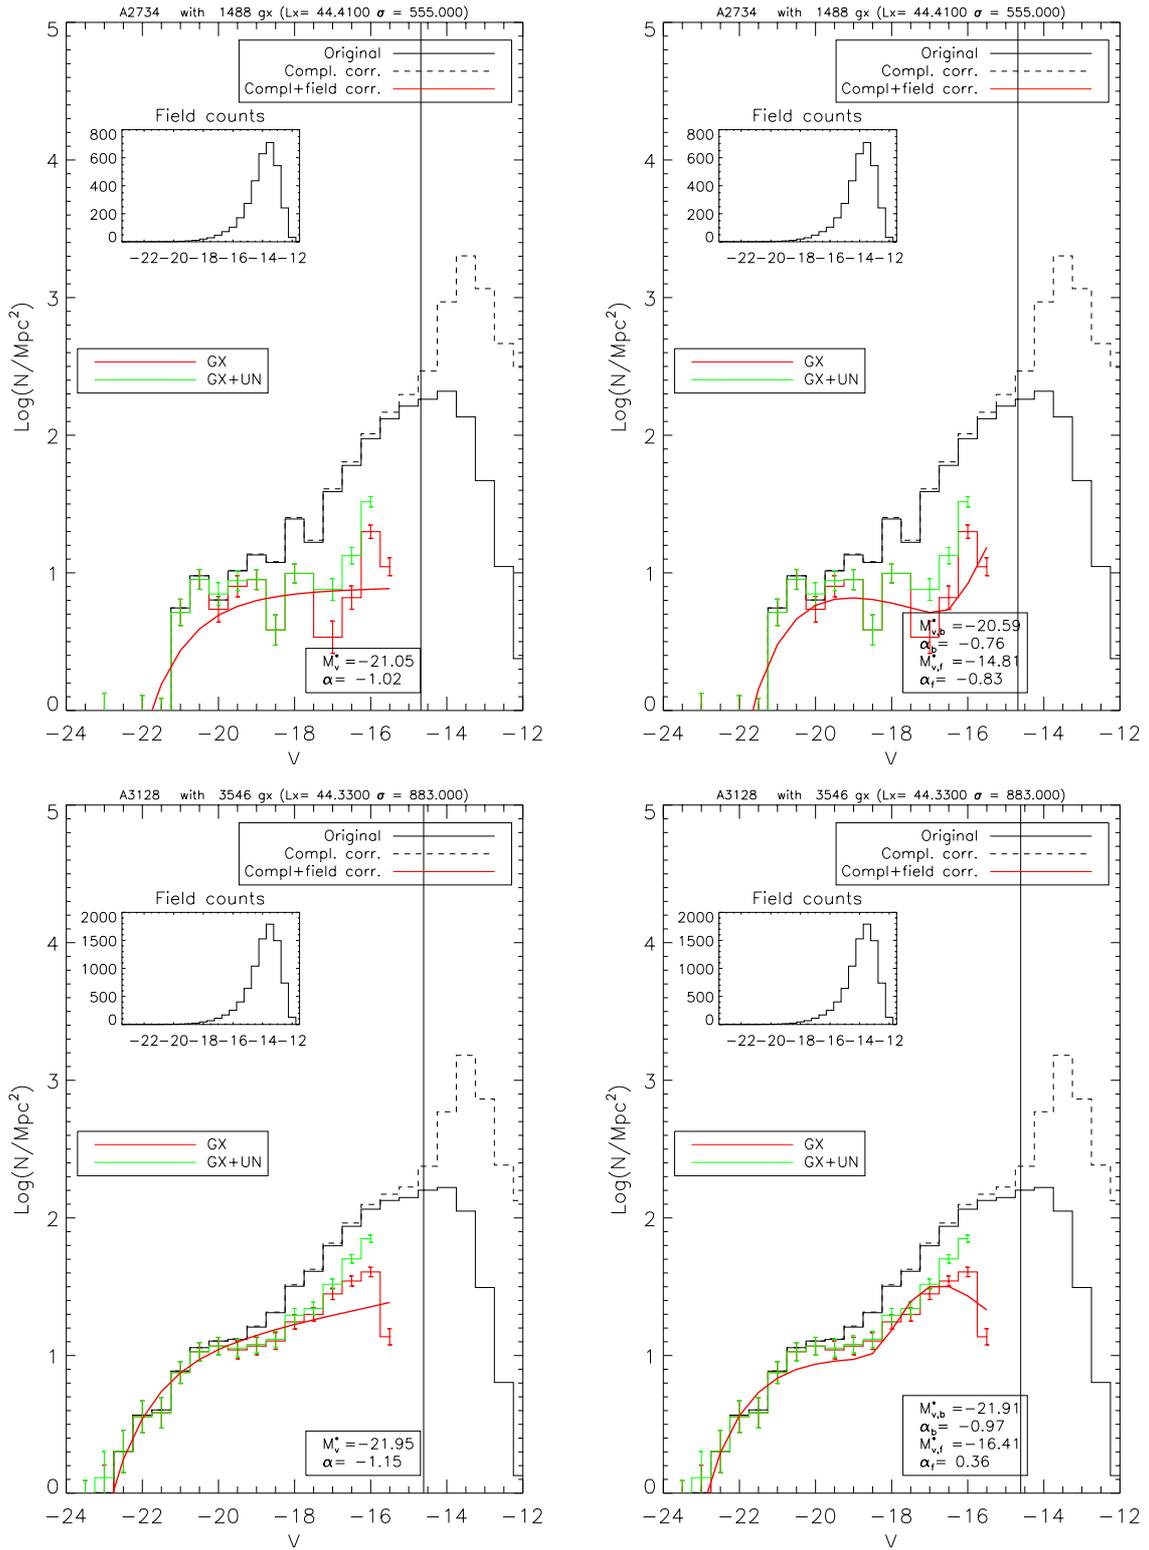 A2734 with 1488 gx (Lx= 44.4100 σ = 555.000)
5
Original
Compl. corr.
Compl+field corr.
Field counts
800
600
400
200
0
-22-20-18-16-14-12
4
3
GX
GX+UN
Log(N/Mpc²)
2
1
M*v =-21.05
α= -1.02
0
-24 -22 -20 -18 -16 -14 -12
V
A2734 with 1488 gx (Lx= 44.4100 σ = 555.000)
5
Original
Compl. corr.
Compl+field corr.
Field counts
800
600
400
200
0
-22-20-18-16-14-12
4
3
GX
GX+UN
Log(N/Mpc²)
2
1
M*v,b =-20.59
αb= -0.76
M*v,f =-14.81
αf= -0.83
0
-24 -22 -20 -18 -16 -14 -12
V
A3128 with 3546 gx (Lx= 44.3300 σ = 883.000)
5
Original
Compl. corr.
Compl+field corr.
Field counts
2000
1500
1000
500
0
-22-20-18-16-14-12
4
3
GX
GX+UN
Log(N/Mpc²)
2
1
M*v =-21.95
α= -1.15
0
-24 -22 -20 -18 -16 -14 -12
V
A3128 with 3546 gx (Lx= 44.3300 σ = 883.000)
5
Original
Compl. corr.
Compl+field corr.
Field counts
2000
1500
1000
500
0
-22-20-18-16-14-12
4
3
GX
GX+UN
Log(N/Mpc²)
2
1
M*v,b =-21.91
αb= -0.97
M*v,f =-16.41
αf= 0.36
0
-24 -22 -20 -18 -16 -14 -12
V